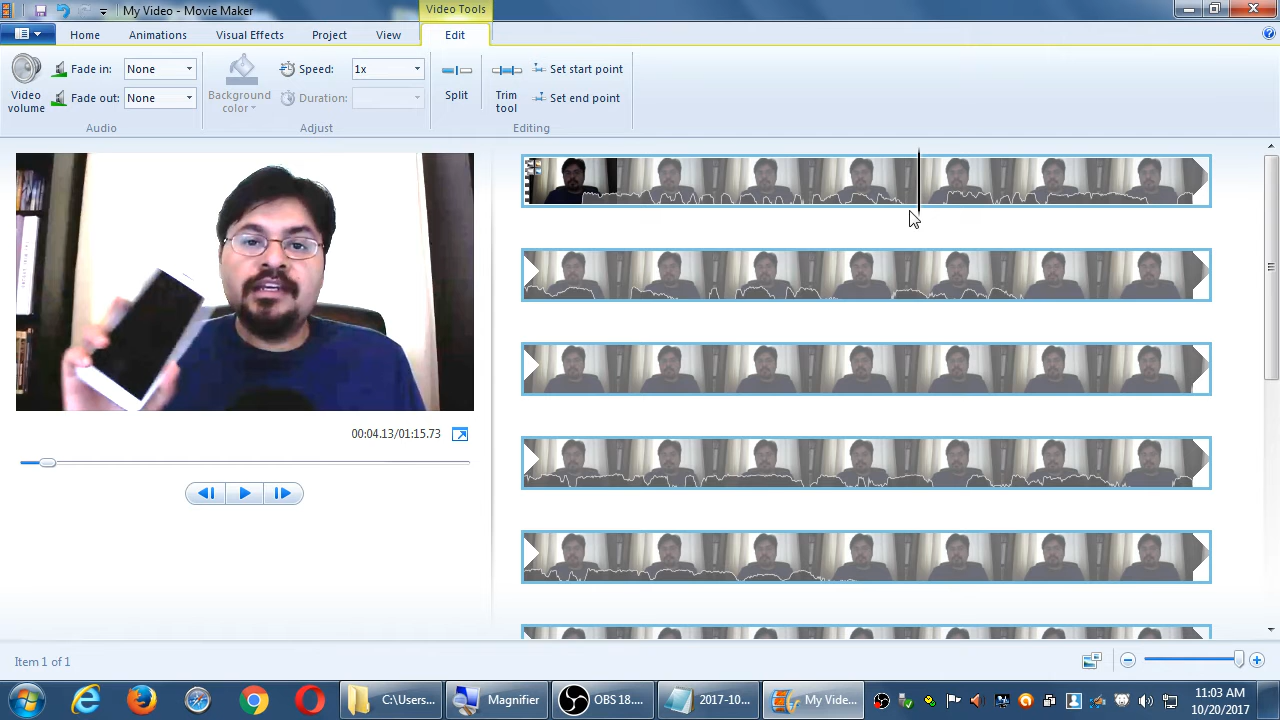 My Video - Movie Maker
Video Tools
Home
Animations
Visual Effects
Project
View
Edit
Video volume
Fade in: None
Fade out: None
Audio
Background color
Speed: 1x
Duration:
Adjust
Split
Trim tool
Set start point
Set end point
Editing
00:04.13/01:15.73
Item 1 of 1
C:\Users...
Magnifier
OBS 18....
2017-10...
My Vide...
11:03 AM
10/20/2017